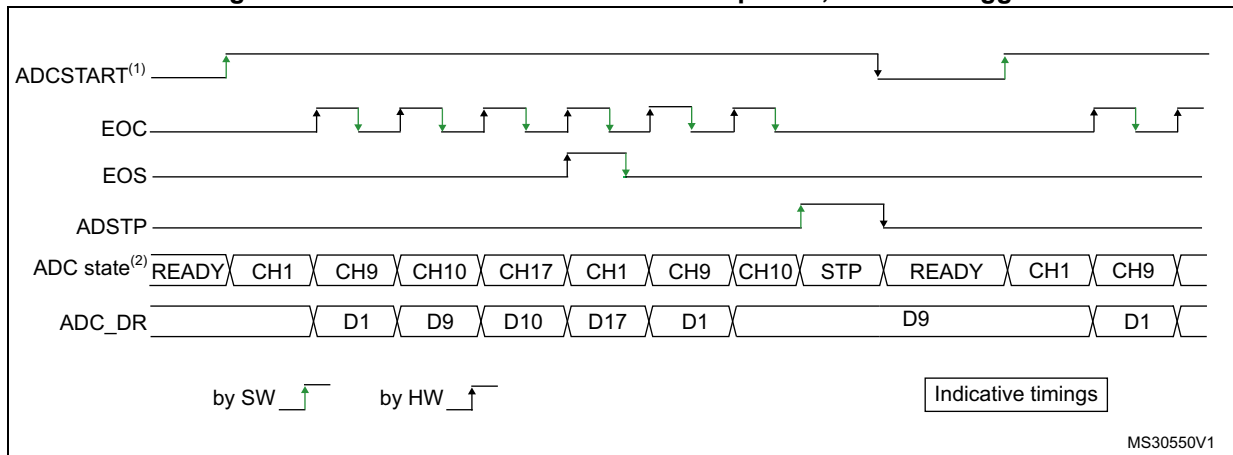 ADCSTART(1)
EOC
EOS
ADSTP
ADC state(2) READY CH1 CH9 CH10 CH17 CH1 CH9 CH10 STP READY CH1 CH9
ADC_DR D1 D9 D10 D17 D1 D9 D1
by SW by HW Indicative timings
MS30550V1